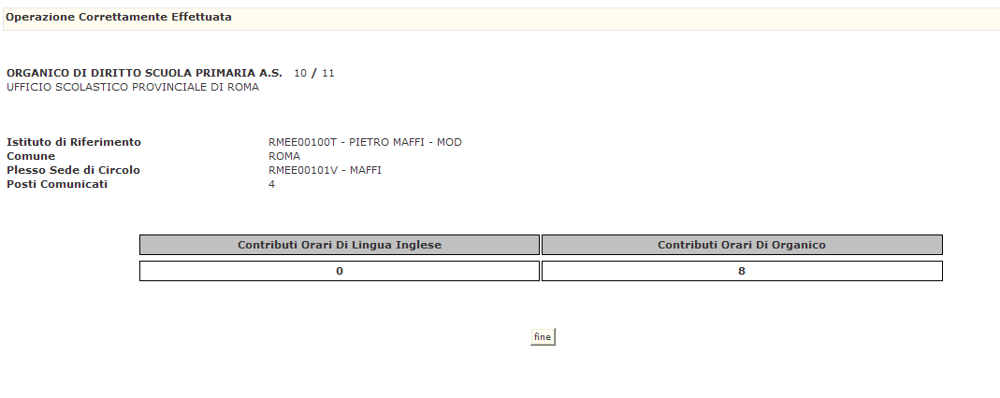 Operazione Correttamente Effettuata
ORGANICO DI DIRITTO SCUOLA PRIMARIA A.S. 10 / 11
UFFICIO SCOLASTICO PROVINCIALE DI ROMA
Istituto di Riferimento RMEE00100T - PIETRO MAFFI - MOD
Comune ROMA
Plesso Sede di Circolo RMEE00101V - MAFFI
Posti Comunicati 4
Contributi Orari Di Lingua Inglese Contributi Orari Di Organico
0 8
fine